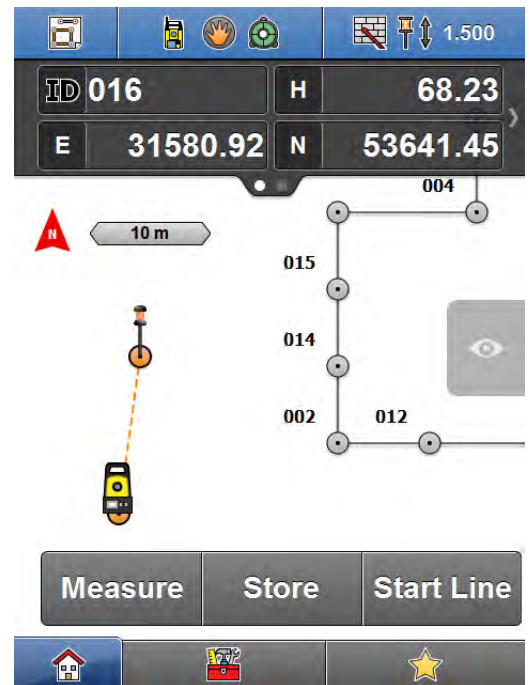 1.500
ID 016 H 68.23
E 31580.92 N 53641.45
004
N 10 m
015
014
002 012
Measure Store Start Line